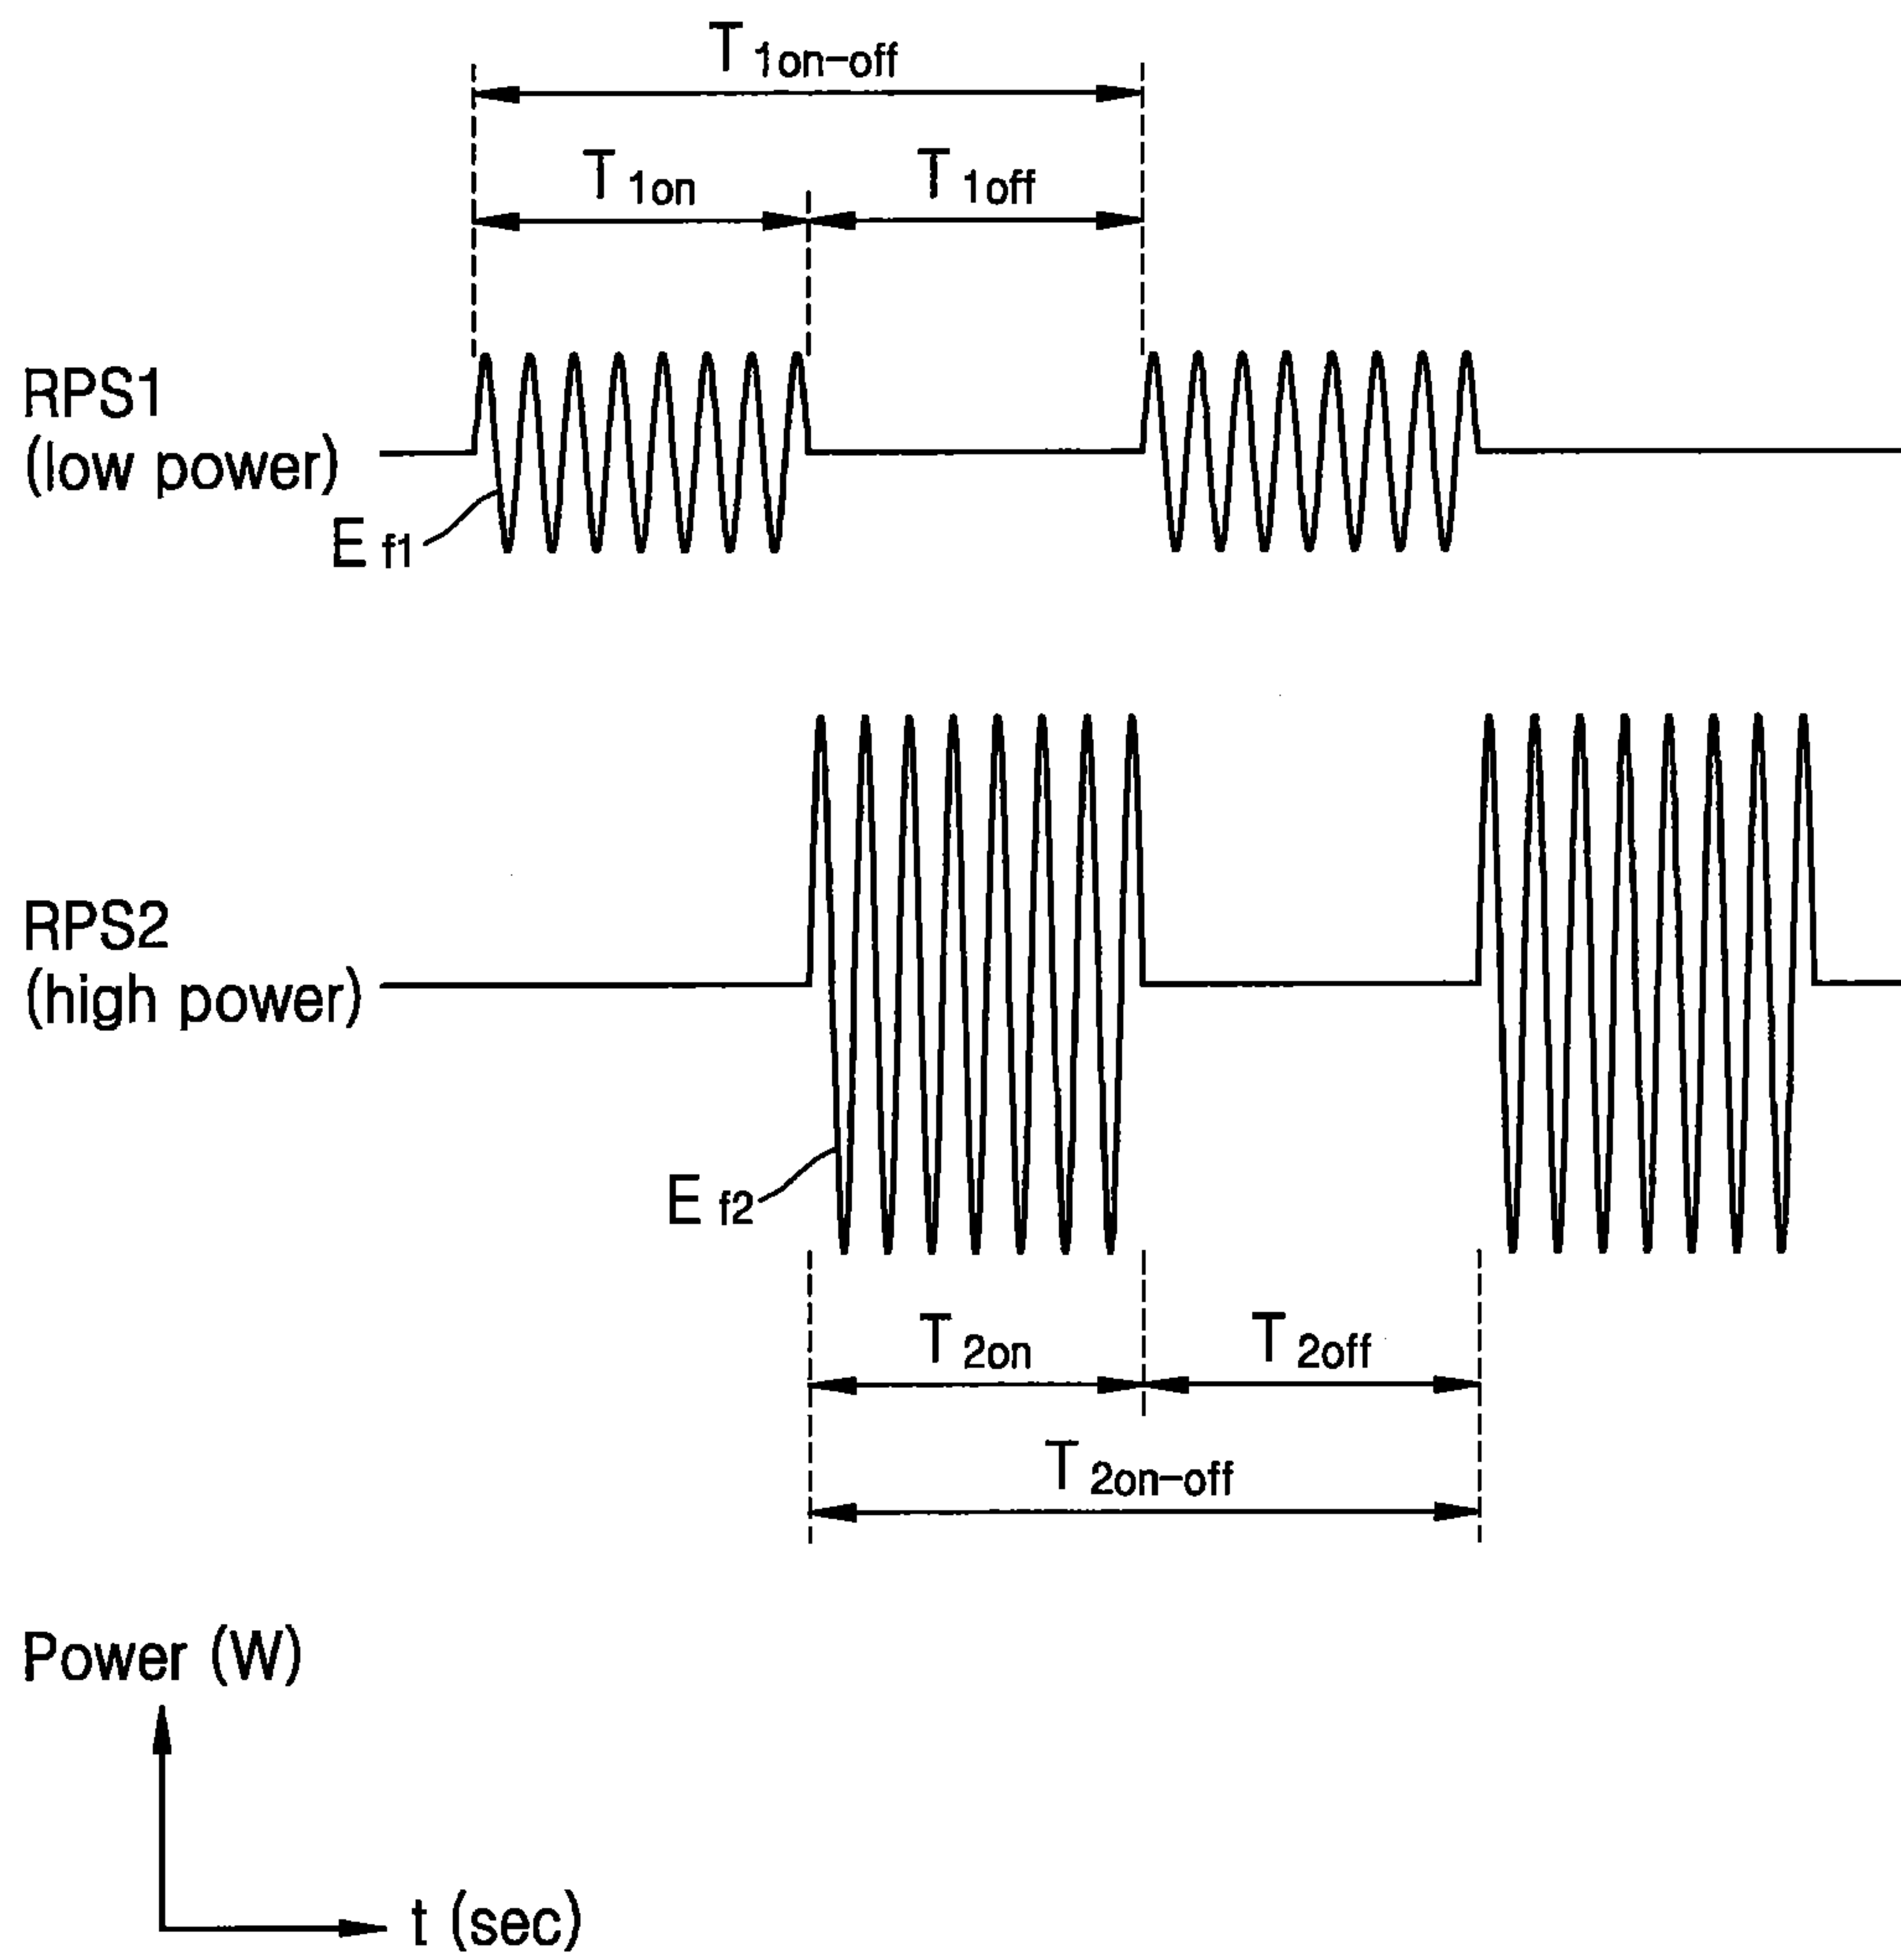 T 1on-off
T 1on
T 1off
RPS1
(low power)
E f1
RPS2
(high power)
E f2
T 2on
T 2off
T 2on-off
Power (W)
t (sec)